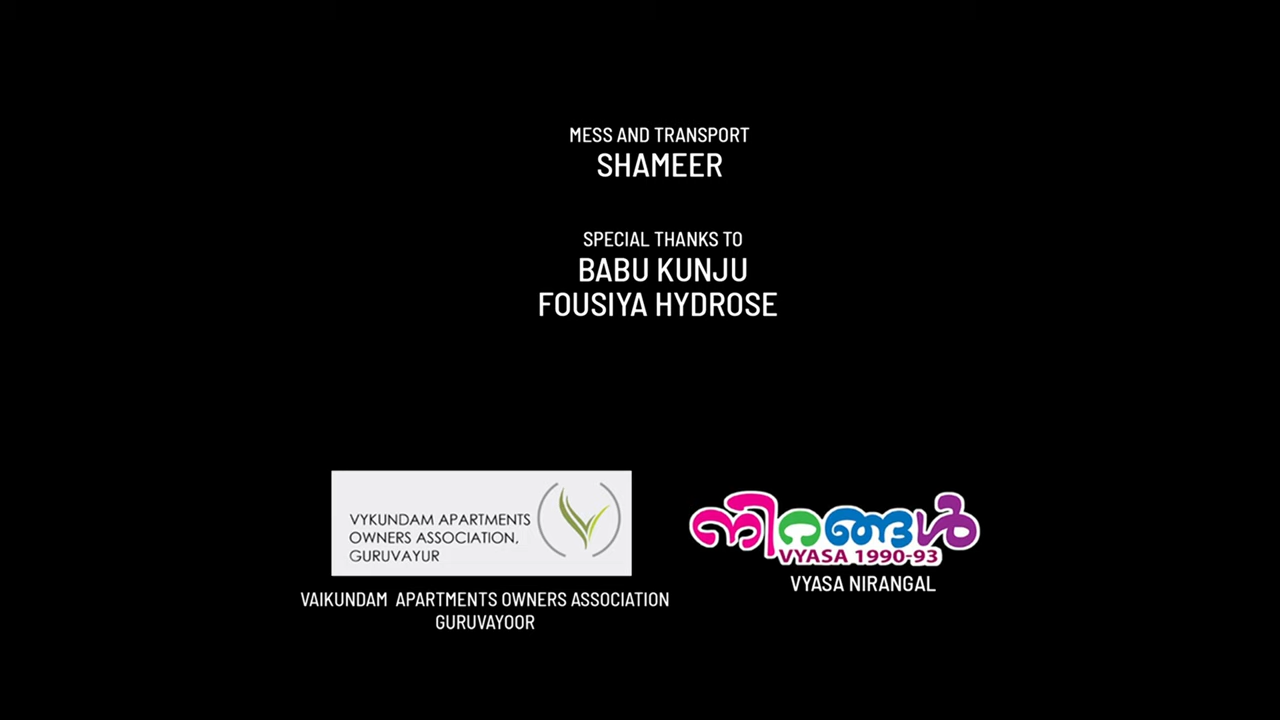 MESS AND TRANSPORT
SHAMEER
SPECIAL THANKS TO
BABU KUNJU
FOUSIYA HYDROSE
VYKUNDAM APARTMENTS
OWNERS ASSOCIATION,
GURUVAYUR
VAIKUNDAM APARTMENTS OWNERS ASSOCIATION
GURUVAYOOR
നിറങ്ങൾ
VYASA 1990-93
VYASA NIRANGAL